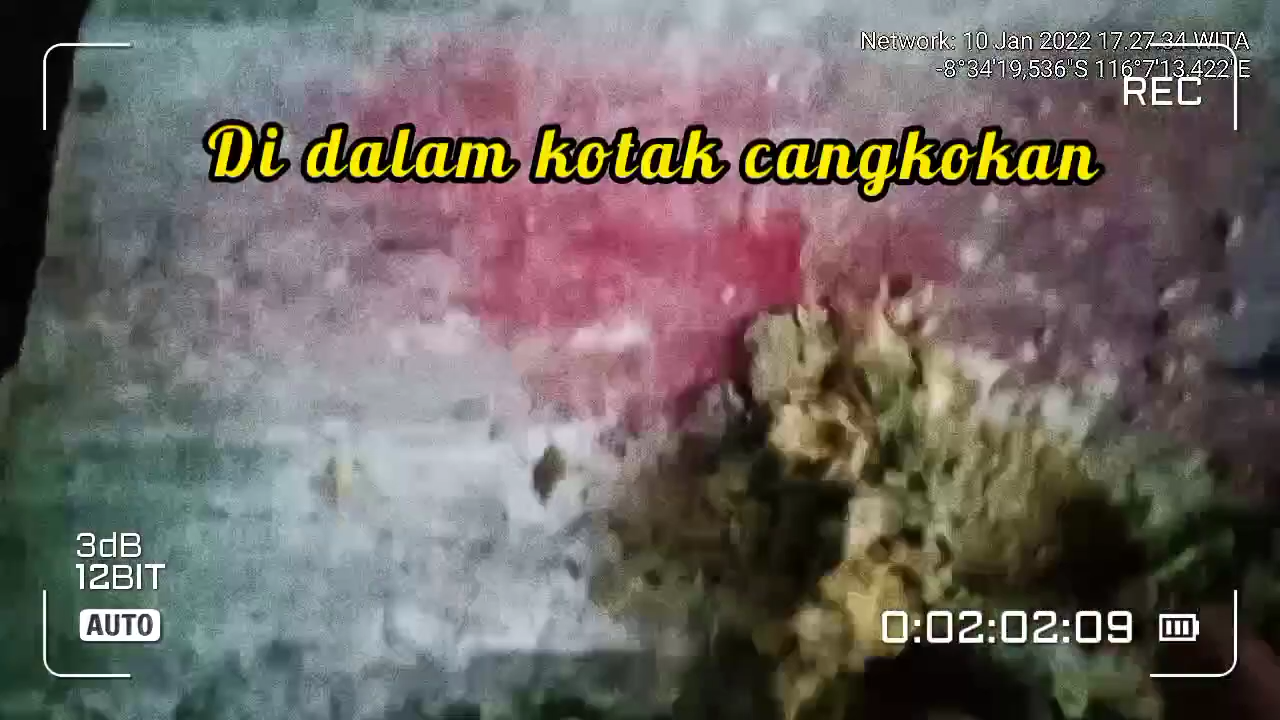 Network: 10 Jan 2022 17.27.34 WITA
-8°34'19,536"S 116°7'13,422"E
REC
Di dalam kotak cangkokan
3dB
12BIT
AUTO
0:02:02:09